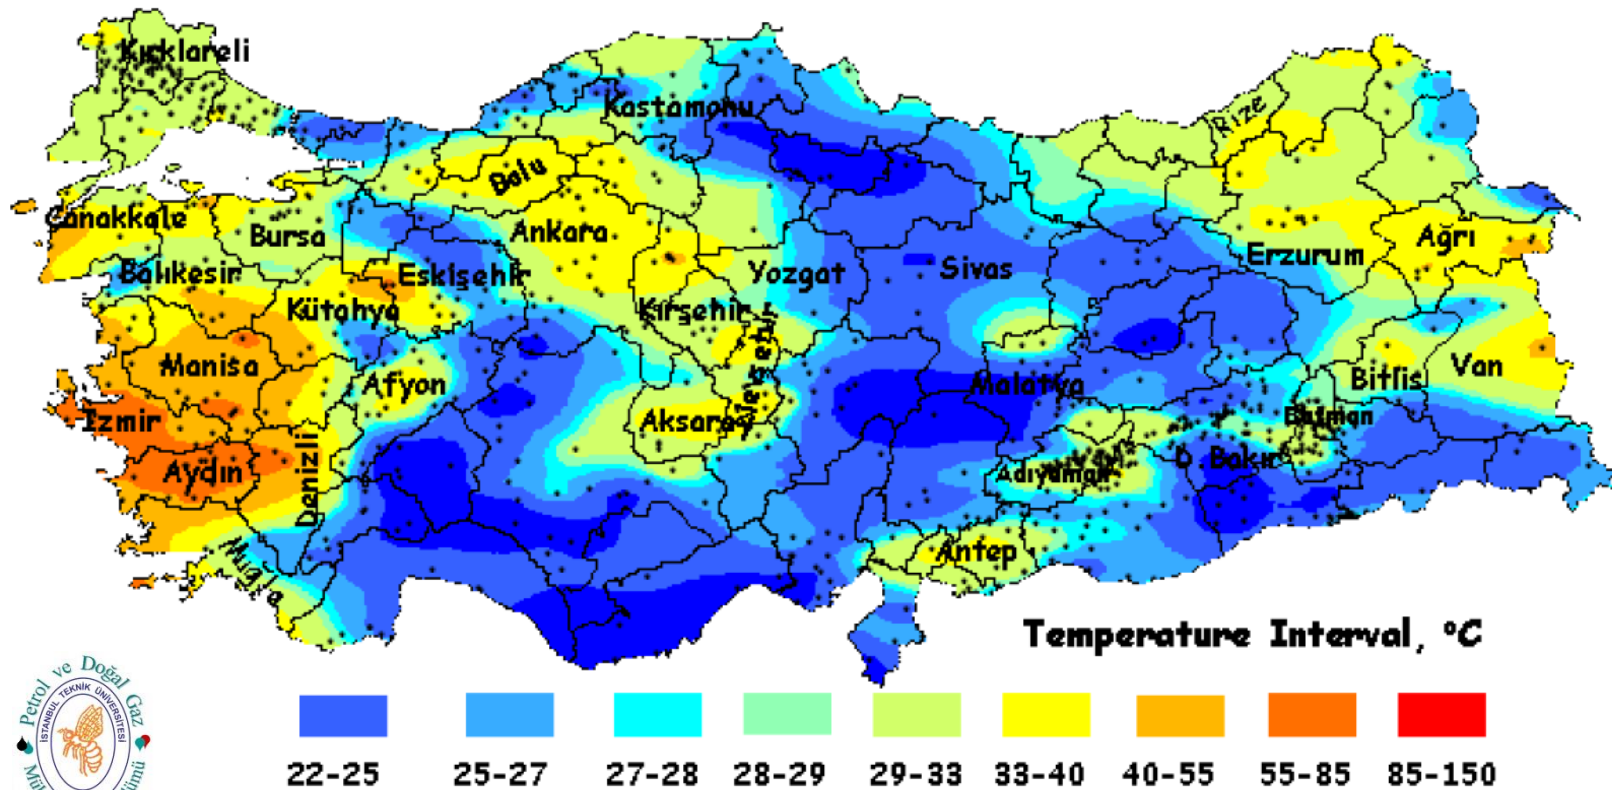 Kırklareli
Kastamonu
Rize
Bolu
Çanakkale
Bursa
Ankara
Ağrı
Balıkesir
Eskişehir
Yozgat
Sivas
Erzurum
Kütahya
Kırşehir
Nevşehir
Manisa
Afyon
Malatya
Bitlis
Van
İzmir
Aksaray
Batman
Aydın
Denizli
Adıyaman
D. Bakır
Muğla
Antep
Temperature Interval, °C
22-25 25-27 27-28 28-29 29-33 33-40 40-55 55-85 85-150
Petrol ve Doğal Gaz
İSTANBUL TEKNİK ÜNİVERSİTESİ